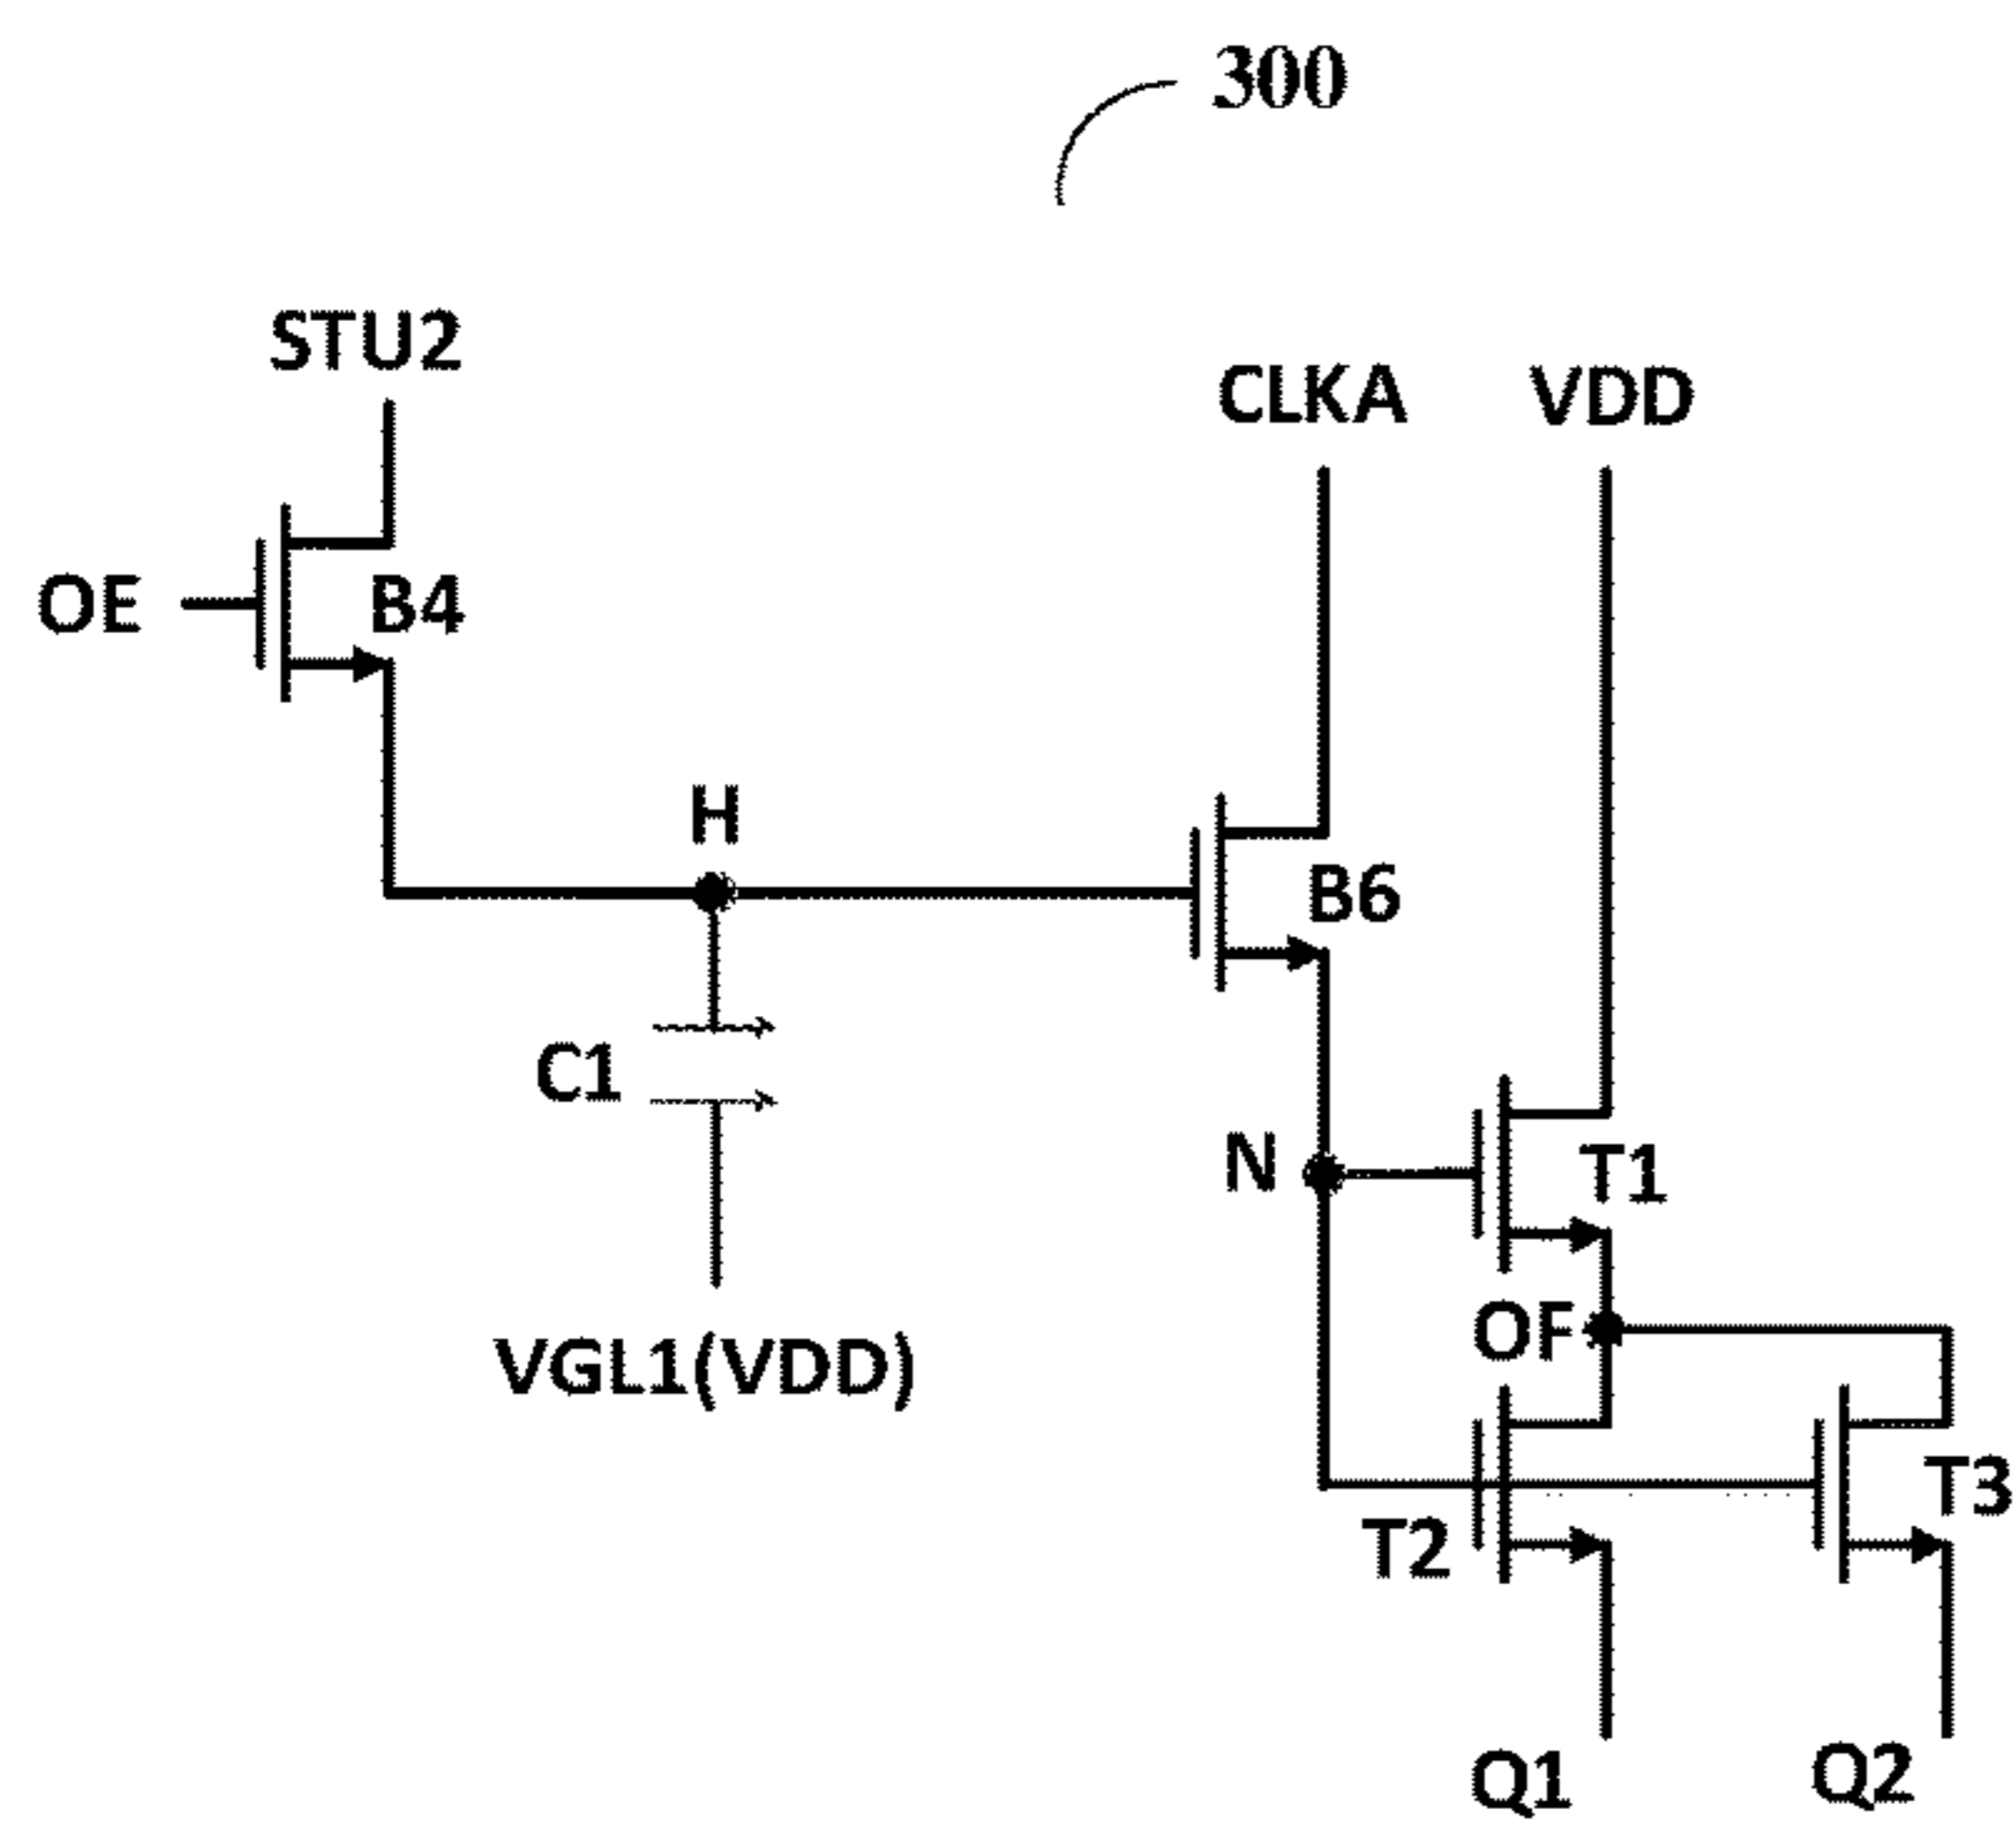 300
STU2
CLKA VDD
OE B4
H
B6
C1
N T1
OF
VGL1(VDD)
T3
T2
Q1 Q2